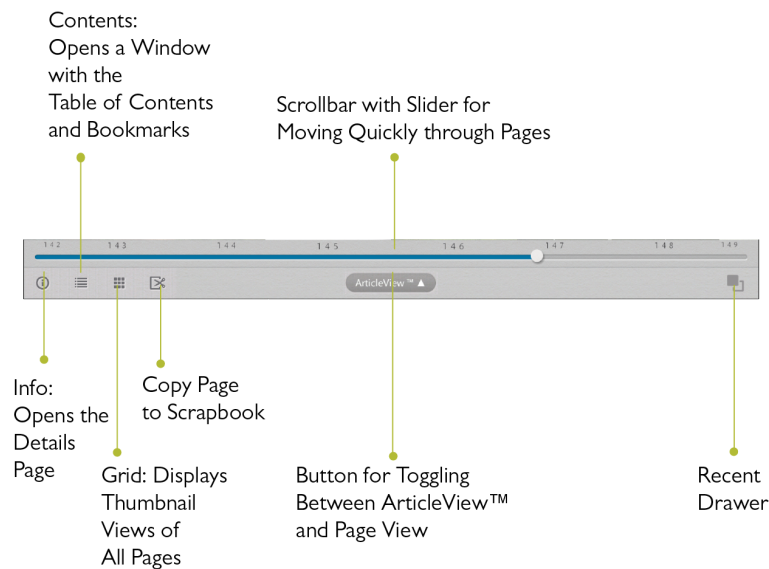 Contents:
Opens a Window
with the
Table of Contents
and Bookmarks
Scrollbar with Slider for
Moving Quickly through Pages
142 143 144 145 146 147 148 149
ArticleView ™ ▲
Info:
Opens the
Details
Page
Copy Page
to Scrapbook
Grid: Displays
Thumbnail
Views of
All Pages
Button for Toggling
Between ArticleView™
and Page View
Recent
Drawer